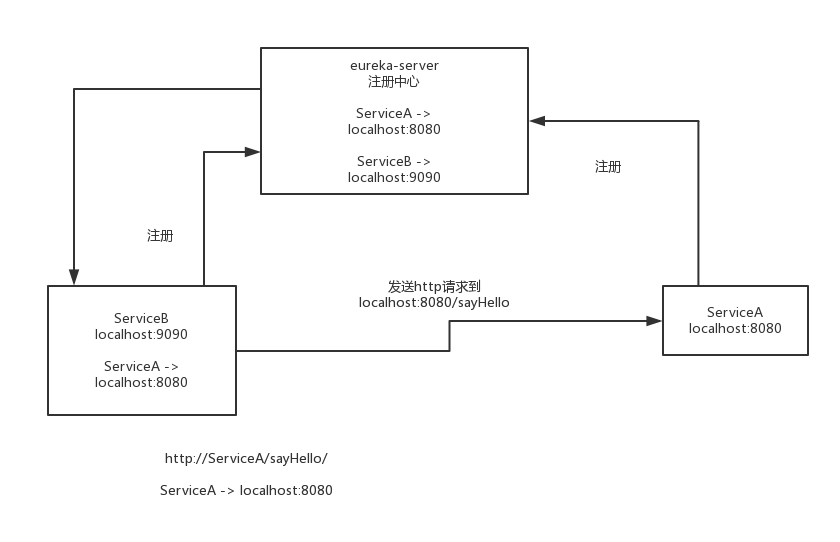 eureka-server
注册中心
ServiceA ->
localhost:8080
ServiceB ->
localhost:9090
注册
注册
发送http请求到
localhost:8080/sayHello
ServiceB
localhost:9090
ServiceA ->
localhost:8080
ServiceA
localhost:8080
http://ServiceA/sayHello/
ServiceA -> localhost:8080